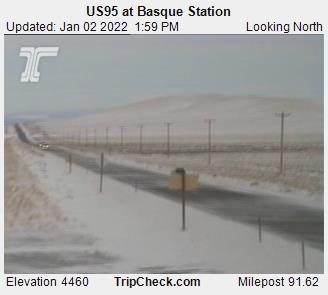 US95 at Basque Station
Updated: Jan 02 2022 1:59 PM Looking North
Elevation 4460 TripCheck.com Milepost 91.62